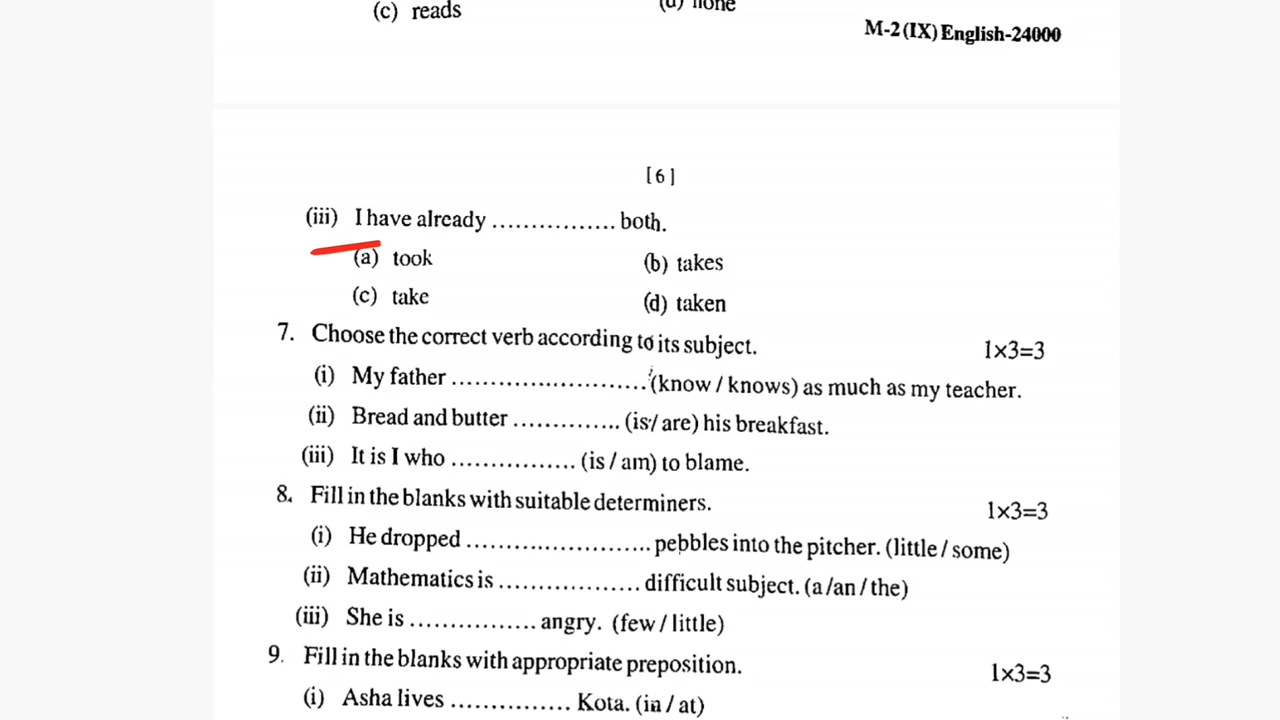 (c) reads (d) none
M-2 (IX) English-24000
[6]
(iii) I have already ................ both.
(a) took (b) takes
(c) take (d) taken
7. Choose the correct verb according to its subject. 1×3=3
(i) My father ......................... (know / knows) as much as my teacher.
(ii) Bread and butter .............. (is / are) his breakfast.
(iii) It is I who ................ (is / am) to blame.
8. Fill in the blanks with suitable determiners. 1×3=3
(i) He dropped ........................ pebbles into the pitcher. (little / some)
(ii) Mathematics is .................. difficult subject. (a /an / the)
(iii) She is ................ angry. (few / little)
9. Fill in the blanks with appropriate preposition. 1×3=3
(i) Asha lives ............... Kota. (in / at)